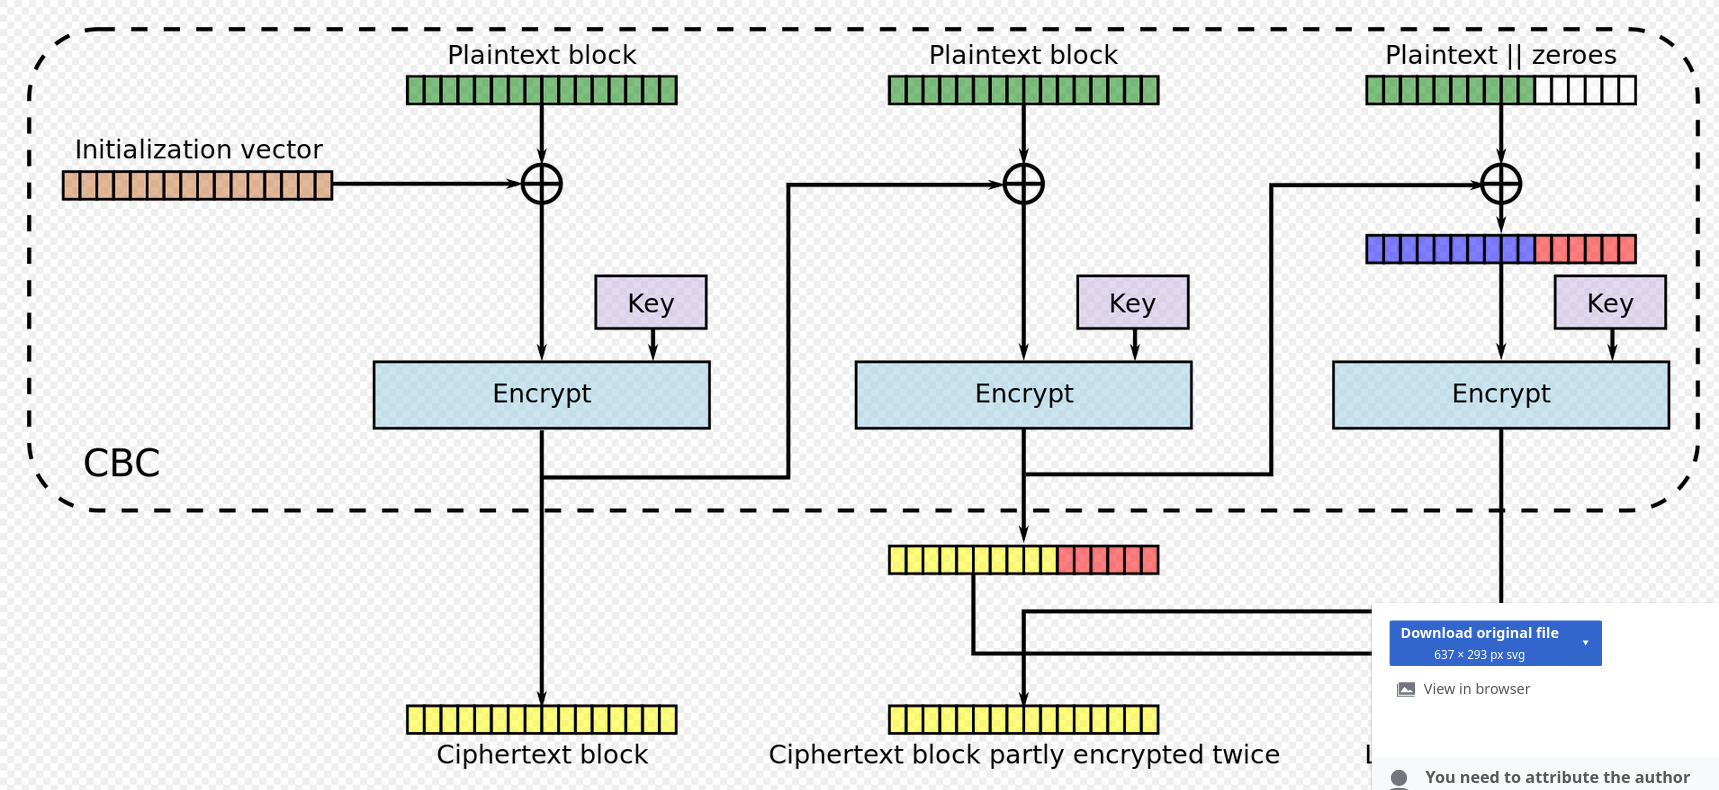 Plaintext block
Plaintext block
Plaintext || zeroes
Initialization vector
Key
Key
Key
Encrypt
Encrypt
Encrypt
CBC
Download original file
637 × 293 px svg
View in browser
Ciphertext block
Ciphertext block partly encrypted twice
You need to attribute the author